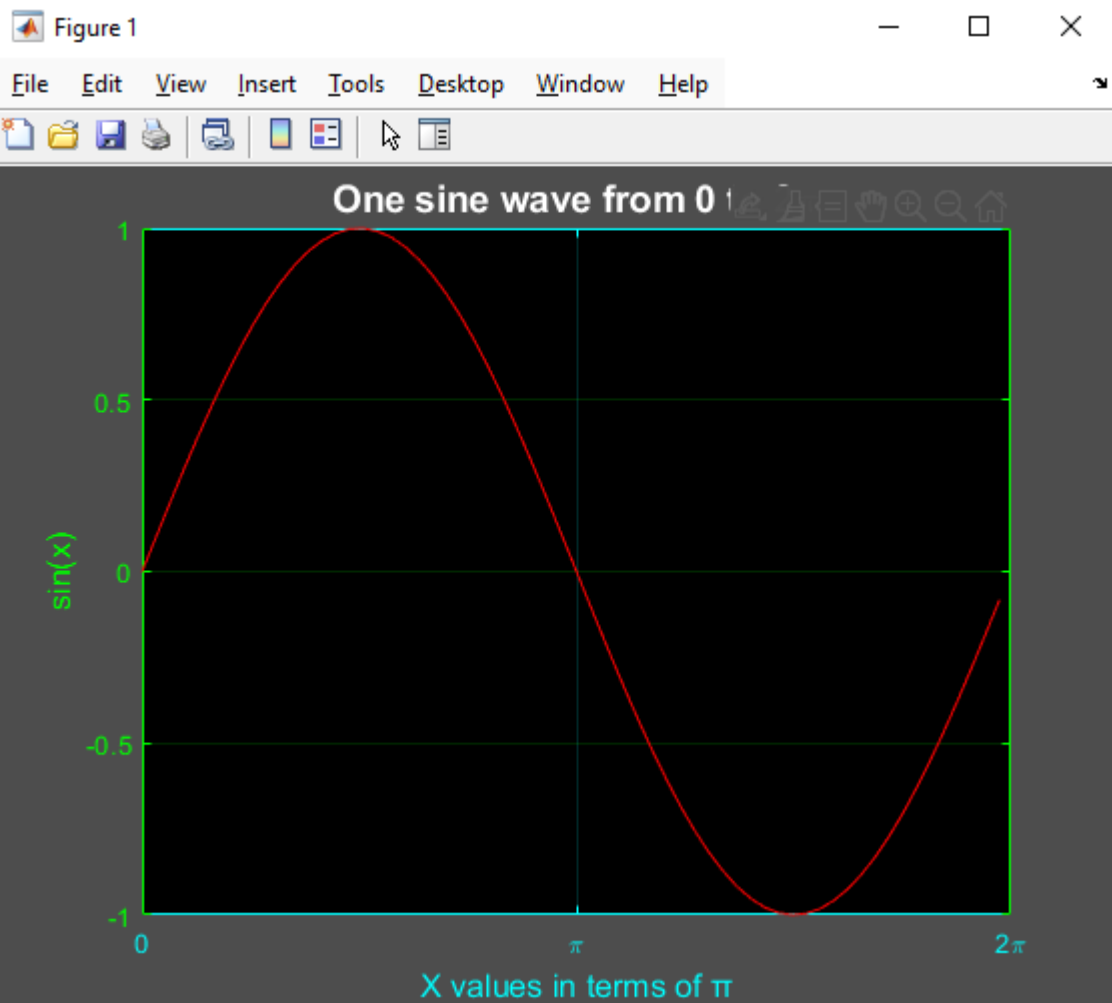 Figure 1
File Edit View Insert Tools Desktop Window Help
One sine wave from 0
1
0.5
0
-0.5
-1
sin(x)
0 π 2π
X values in terms of π